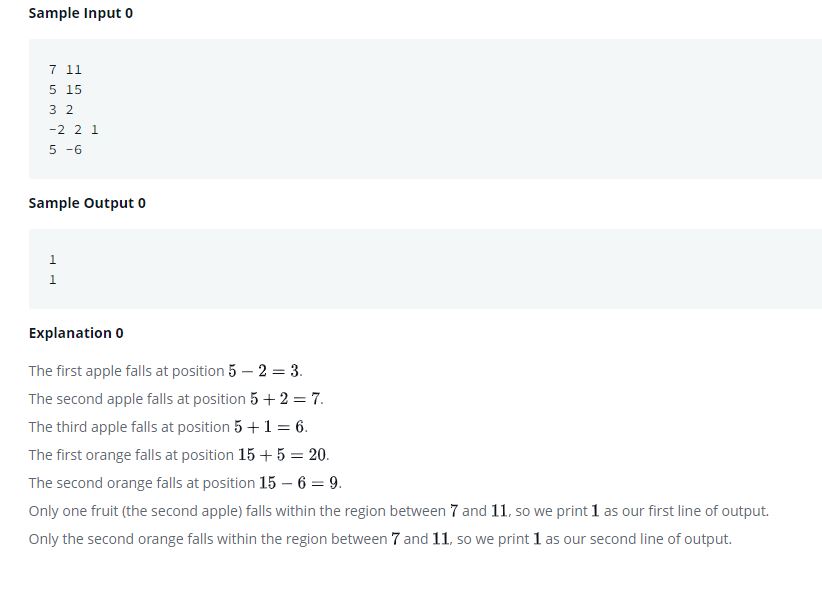 Sample Input 0
7 11
5 15
3 2
-2 2 1
5 -6
Sample Output 0
1
1
Explanation 0
The first apple falls at position 5 − 2 = 3.
The second apple falls at position 5 + 2 = 7.
The third apple falls at position 5 + 1 = 6.
The first orange falls at position 15 + 5 = 20.
The second orange falls at position 15 − 6 = 9.
Only one fruit (the second apple) falls within the region between 7 and 11, so we print 1 as our first line of output.
Only the second orange falls within the region between 7 and 11, so we print 1 as our second line of output.